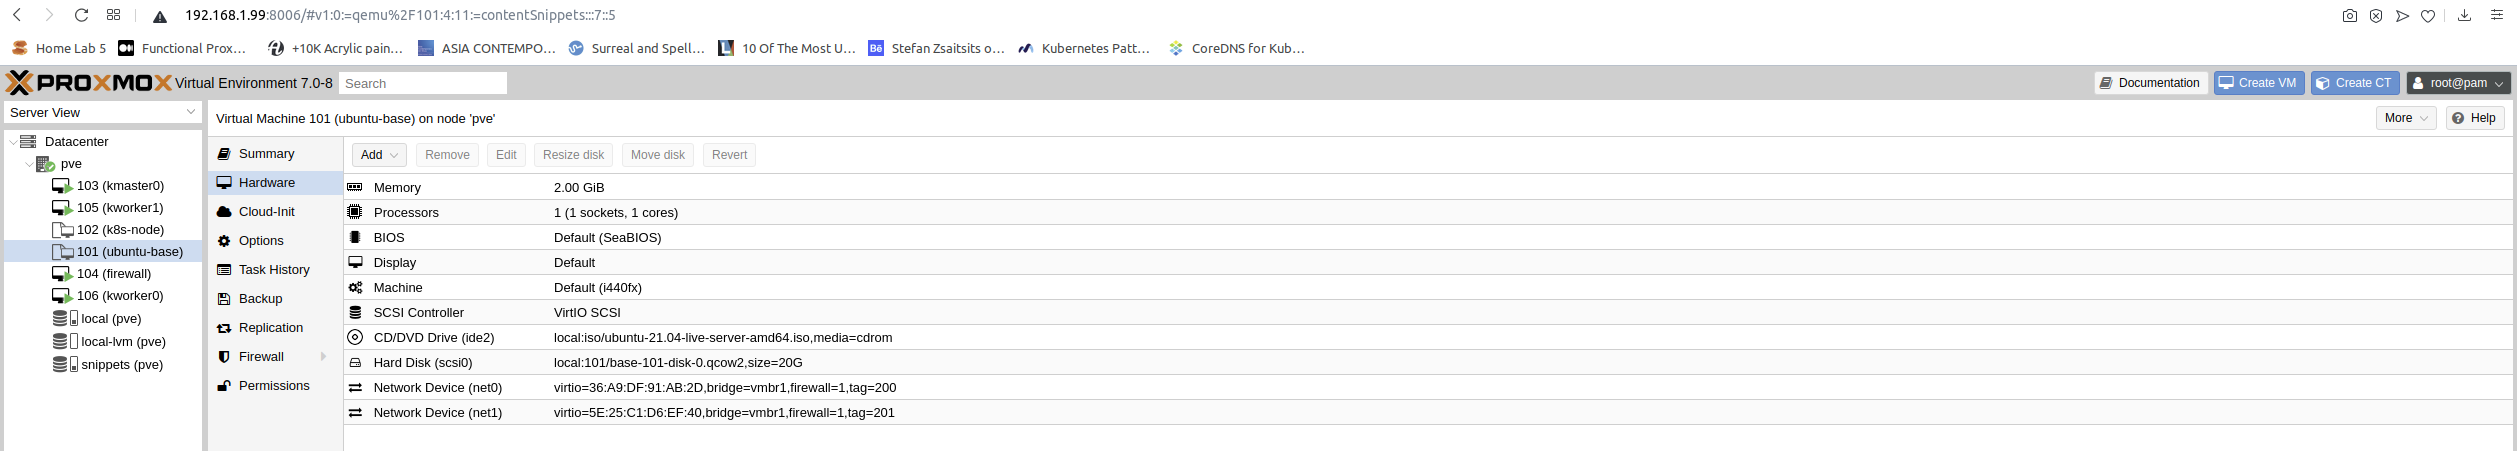 192.168.1.99:8006/#v1:0:=qemu%2F101:4:11:=contentSnippets:::7::5
Home Lab 5 Functional Prox… +10K Acrylic pain… ASIA CONTEMPO… Surreal and Spell… 10 Of The Most U… Bē Stefan Zsaitsits o… Kubernetes Patt… CoreDNS for Kub…
PROXMOX Virtual Environment 7.0-8 Search Documentation Create VM Create CT root@pam
Server View
Virtual Machine 101 (ubuntu-base) on node 'pve' More Help
Datacenter
pve
103 (kmaster0)
105 (kworker1)
102 (k8s-node)
101 (ubuntu-base)
104 (firewall)
106 (kworker0)
local (pve)
local-lvm (pve)
snippets (pve)
Summary
Hardware
Cloud-Init
Options
Task History
Backup
Replication
Firewall
Permissions
Add Remove Edit Resize disk Move disk Revert
Memory 2.00 GiB
Processors 1 (1 sockets, 1 cores)
BIOS Default (SeaBIOS)
Display Default
Machine Default (i440fx)
SCSI Controller VirtIO SCSI
CD/DVD Drive (ide2) local:iso/ubuntu-21.04-live-server-amd64.iso,media=cdrom
Hard Disk (scsi0) local:101/base-101-disk-0.qcow2,size=20G
Network Device (net0) virtio=36:A9:DF:91:AB:2D,bridge=vmbr1,firewall=1,tag=200
Network Device (net1) virtio=5E:25:C1:D6:EF:40,bridge=vmbr1,firewall=1,tag=201